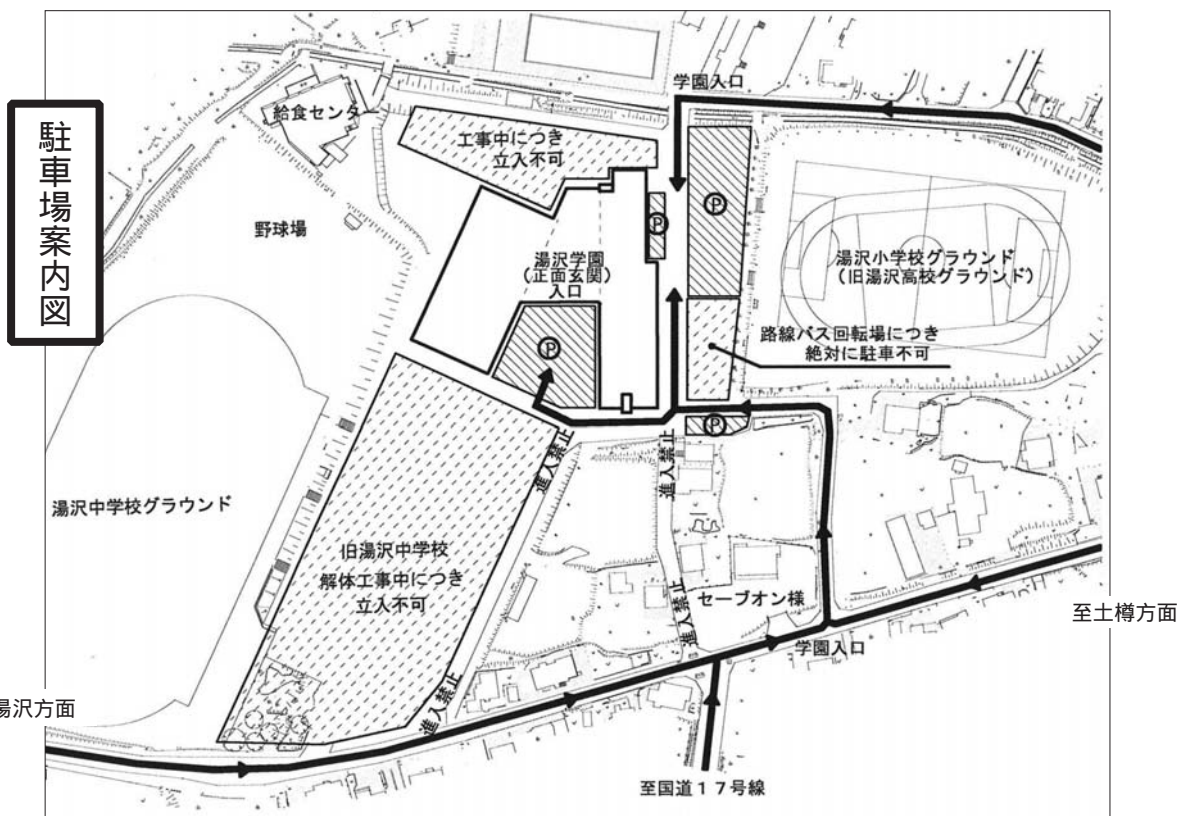 駐車場案内図
学園入口
給食センタ
工事中につき
立入不可
Ⓟ
Ⓟ
野球場
湯沢学園
(正面玄関)
入口
湯沢小学校グラウンド
(旧湯沢高校グラウンド)
路線バス回転場につき
絶対に駐車不可
Ⓟ
Ⓟ
進入禁止
進入禁止
湯沢中学校グラウンド
旧湯沢中学校
解体工事中につき
立入不可
進入禁止
セーブオン様
至土樽方面
学園入口
進入禁止
湯沢方面
至国道17号線